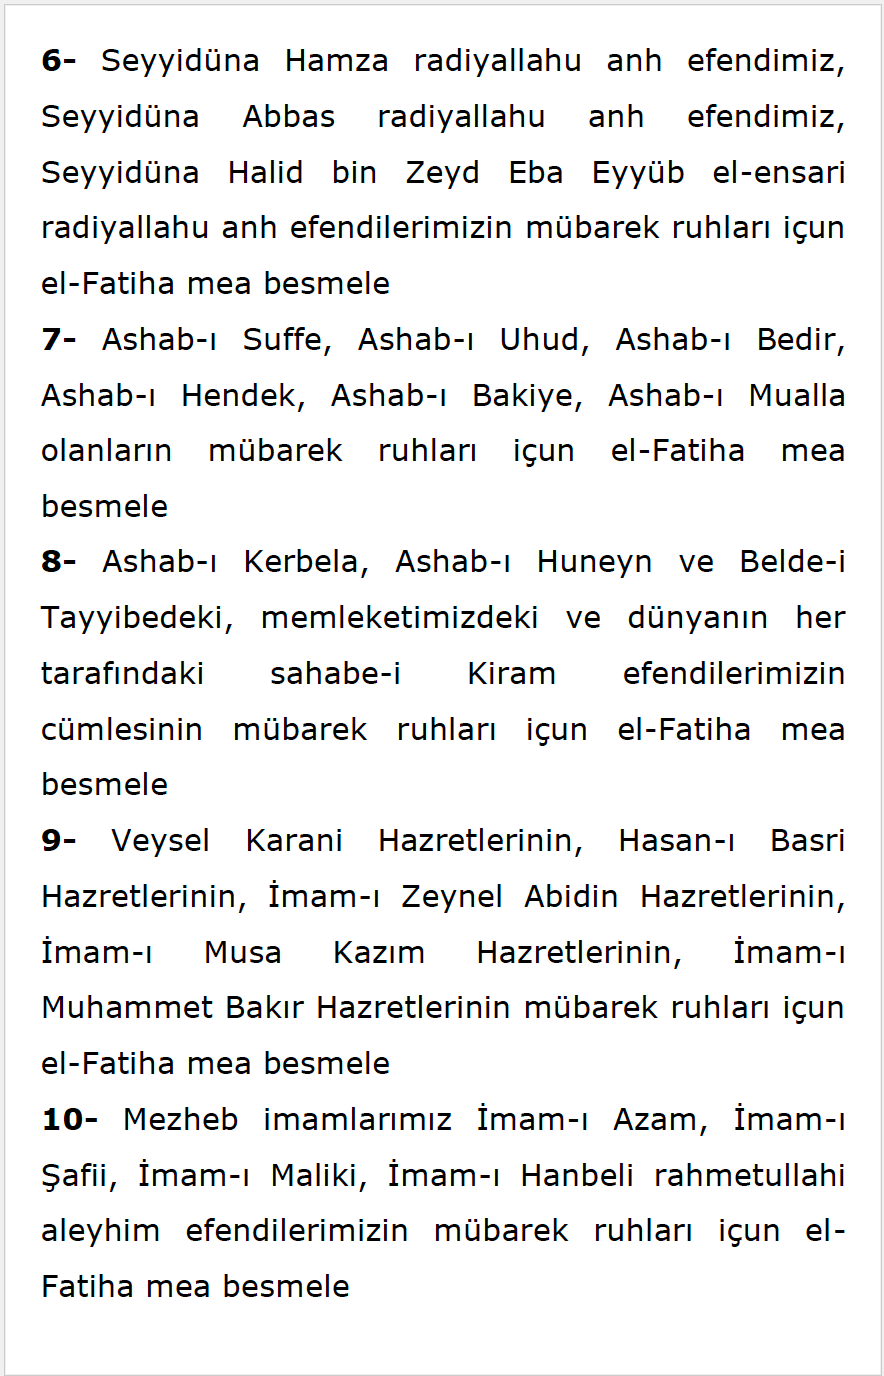 6- Seyyidüna Hamza radiyallahu anh efendimiz,
Seyyidüna Abbas radiyallahu anh efendimiz,
Seyyidüna Halid bin Zeyd Eba Eyyüb el-ensari
radiyallahu anh efendilerimizin mübarek ruhları içun
el-Fatiha mea besmele
7- Ashab-ı Suffe, Ashab-ı Uhud, Ashab-ı Bedir,
Ashab-ı Hendek, Ashab-ı Bakiye, Ashab-ı Mualla
olanların mübarek ruhları içun el-Fatiha mea
besmele
8- Ashab-ı Kerbela, Ashab-ı Huneyn ve Belde-i
Tayyibedeki, memleketimizdeki ve dünyanın her
tarafındaki sahabe-i Kiram efendilerimizin
cümlesinin mübarek ruhları içun el-Fatiha mea
besmele
9- Veysel Karani Hazretlerinin, Hasan-ı Basri
Hazretlerinin, İmam-ı Zeynel Abidin Hazretlerinin,
İmam-ı Musa Kazım Hazretlerinin, İmam-ı
Muhammet Bakır Hazretlerinin mübarek ruhları içun
el-Fatiha mea besmele
10- Mezheb imamlarımız İmam-ı Azam, İmam-ı
Şafii, İmam-ı Maliki, İmam-ı Hanbeli rahmetullahi
aleyhim efendilerimizin mübarek ruhları içun el-
Fatiha mea besmele